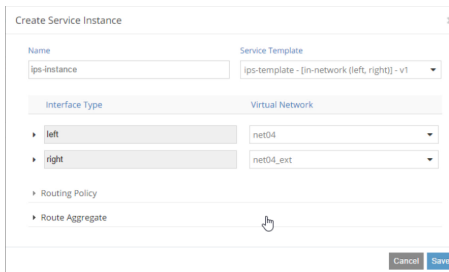 Create Service Instance
Name Service Template
ips-instance ips-template - [in-network (left, right)] - v1
Interface Type Virtual Network
left net04
right net04_ext
Routing Policy
Route Aggregate
Cancel Save